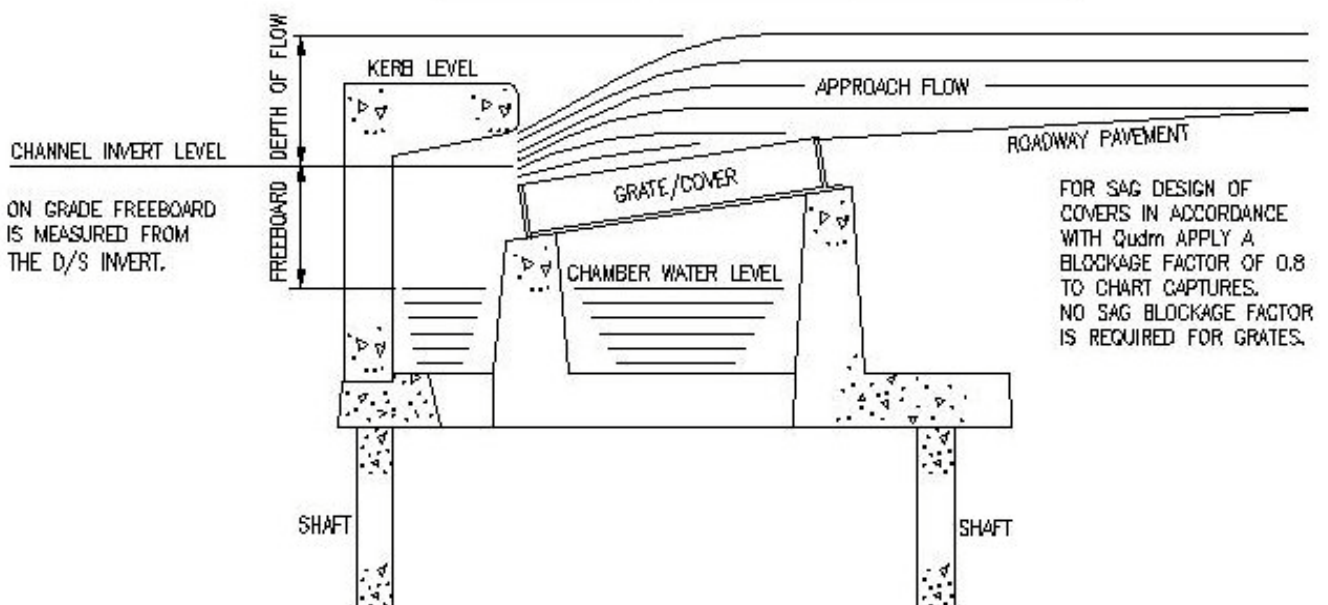 DEPTH OF FLOW
KERB LEVEL
APPROACH FLOW
CHANNEL INVERT LEVEL
ROADWAY PAVEMENT
GRATE/COVER
FREEBOARD
ON GRADE FREEBOARD
IS MEASURED FROM
THE D/S INVERT.
FOR SAG DESIGN OF
COVERS IN ACCORDANCE
WITH Qudm APPLY A
BLOCKAGE FACTOR OF 0.8
TO CHART CAPTURES.
NO SAG BLOCKAGE FACTOR
IS REQUIRED FOR GRATES.
CHAMBER WATER LEVEL
SHAFT
SHAFT